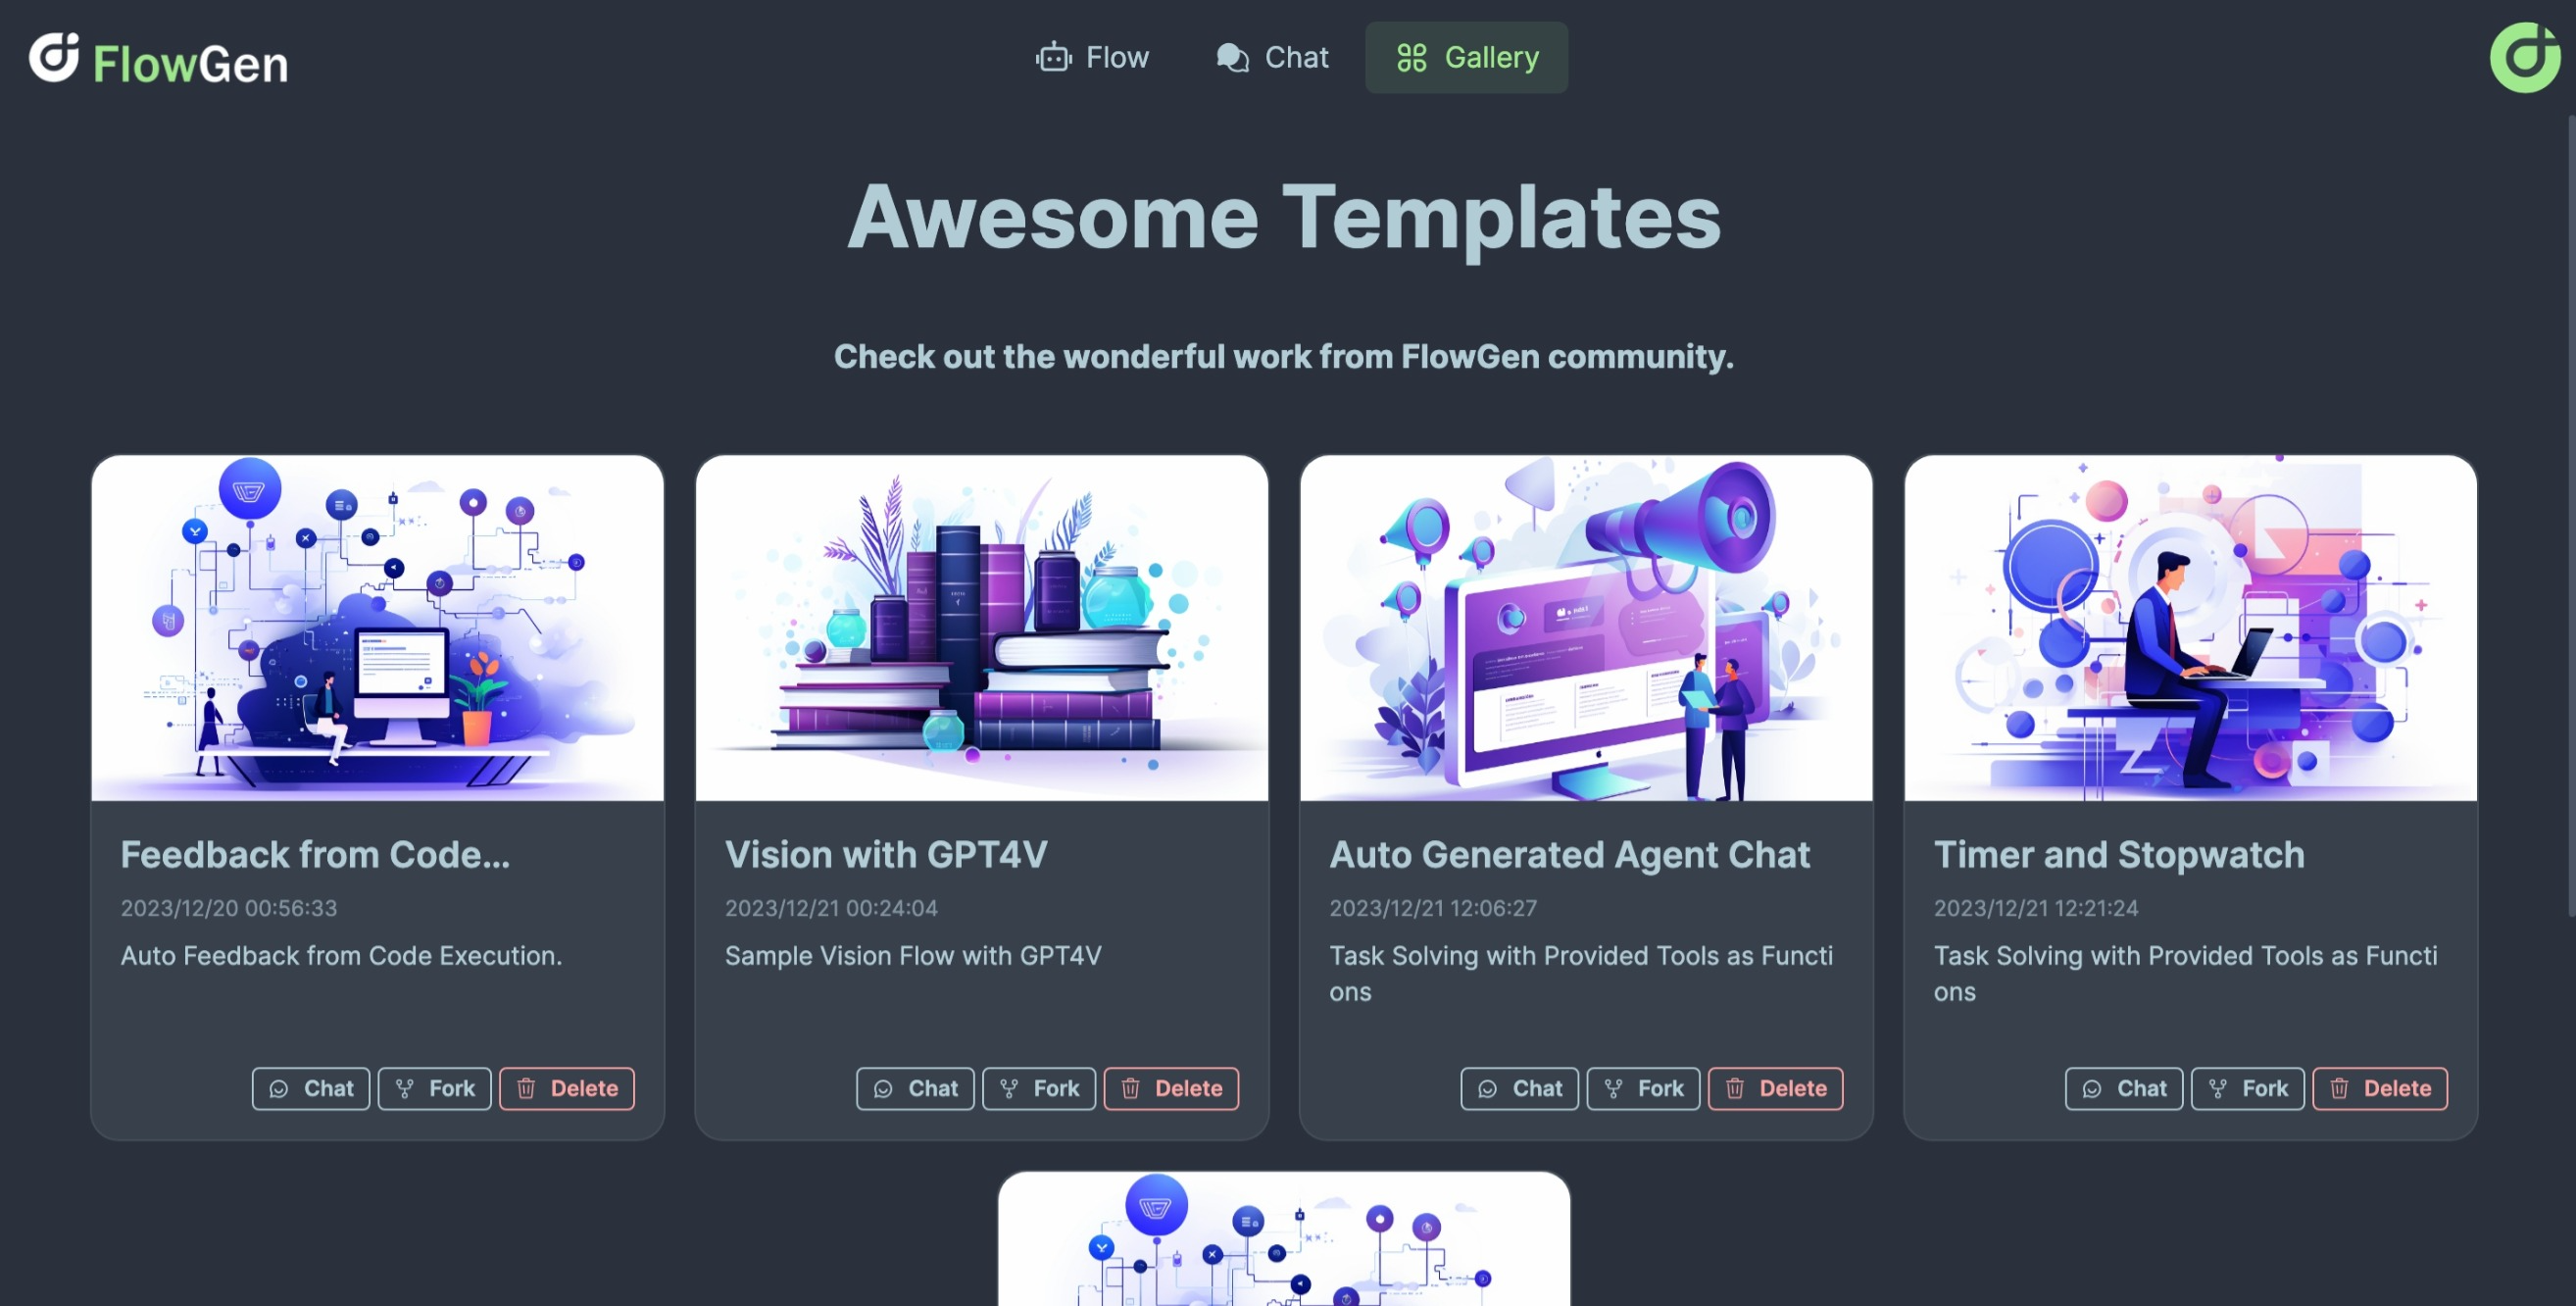 FlowGen
Flow
Chat
Gallery
Awesome Templates
Check out the wonderful work from FlowGen community.
Feedback from Code...
2023/12/20 00:56:33
Auto Feedback from Code Execution.
Chat
Fork
Delete
Vision with GPT4V
2023/12/21 00:24:04
Sample Vision Flow with GPT4V
Chat
Fork
Delete
Auto Generated Agent Chat
2023/12/21 12:06:27
Task Solving with Provided Tools as Functi
ons
Chat
Fork
Delete
Timer and Stopwatch
2023/12/21 12:21:24
Task Solving with Provided Tools as Functi
ons
Chat
Fork
Delete